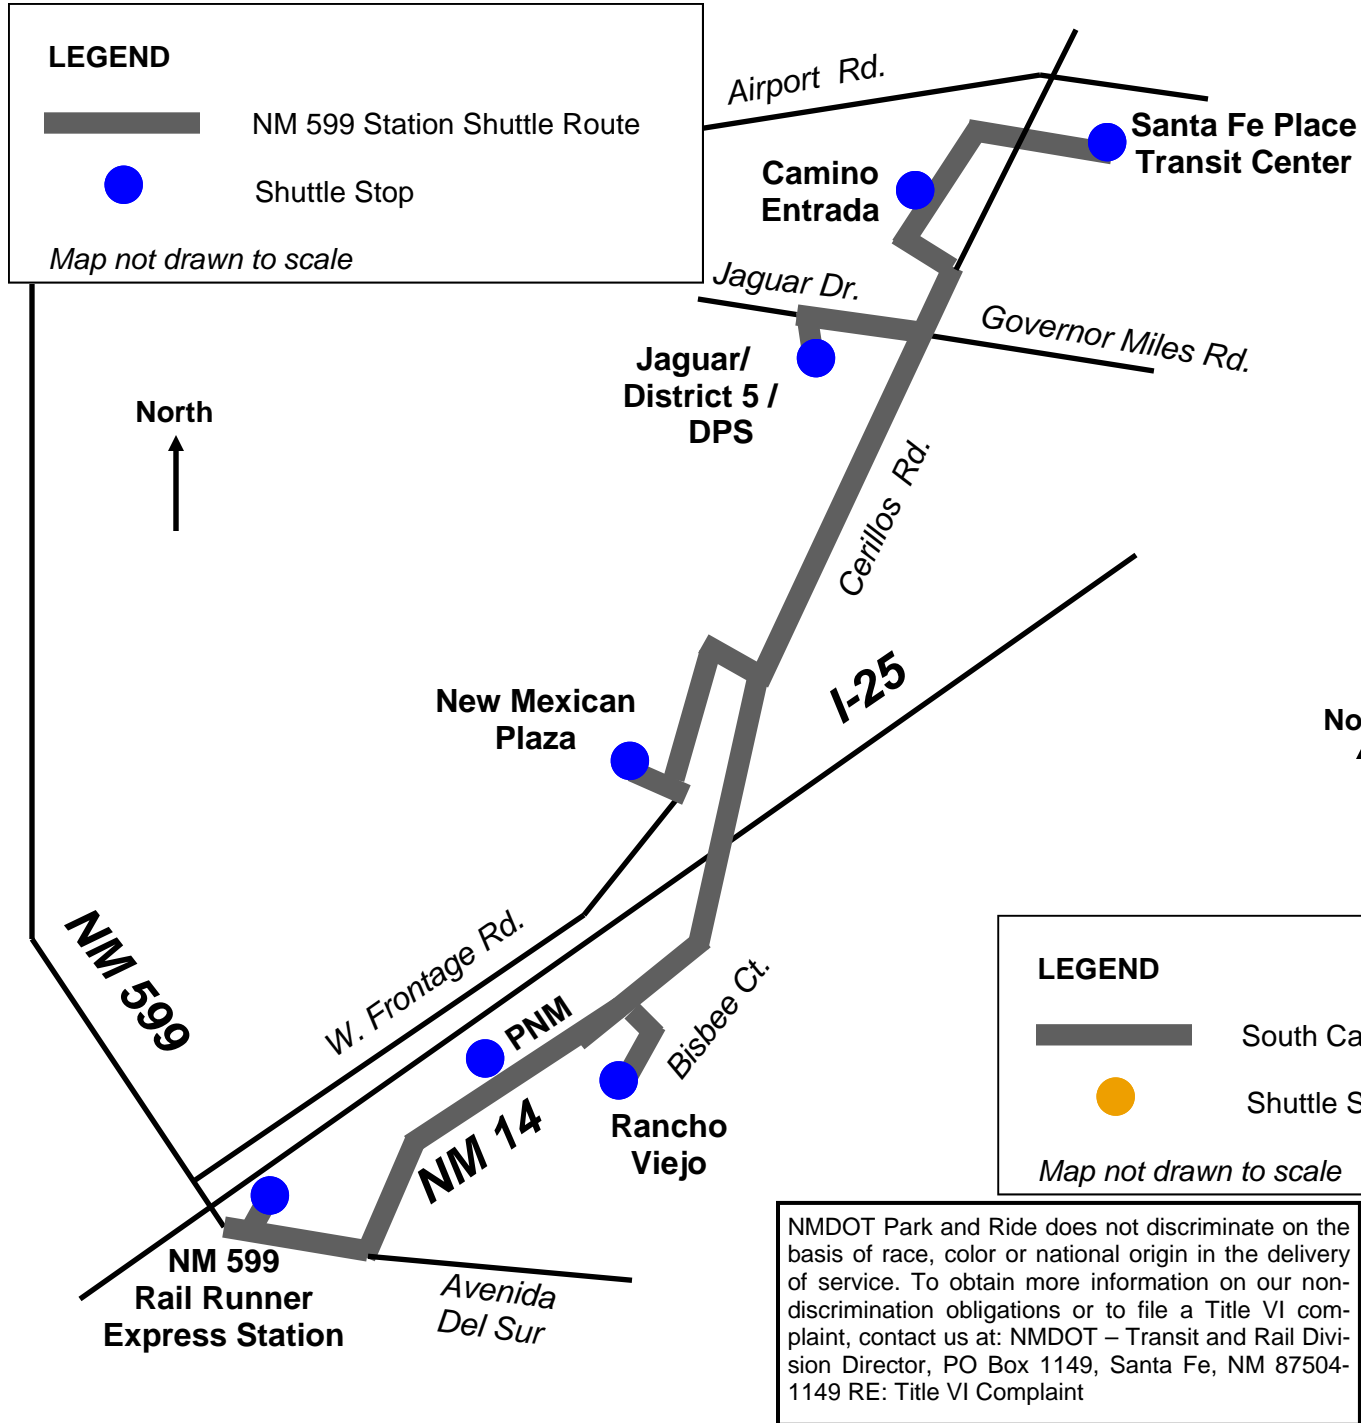 LEGEND
NM 599 Station Shuttle Route
Shuttle Stop
Map not drawn to scale
Airport Rd.
Santa Fe Place
Transit Center
Camino
Entrada
Jaguar Dr.
Governor Miles Rd.
Jaguar/
District 5 /
DPS
North
Cerillos Rd.
I-25
New Mexican
Plaza
No
NM 599
W. Frontage Rd.
PNM
Bisbee Ct.
NM 14
Rancho
Viejo
NM 599
Rail Runner
Express Station
Avenida
Del Sur
LEGEND
South Ca
Shuttle S
Map not drawn to scale
NMDOT Park and Ride does not discriminate on the
basis of race, color or national origin in the delivery
of service. To obtain more information on our non-
discrimination obligations or to file a Title VI com-
plaint, contact us at: NMDOT – Transit and Rail Divi-
sion Director, PO Box 1149, Santa Fe, NM 87504-
1149 RE: Title VI Complaint